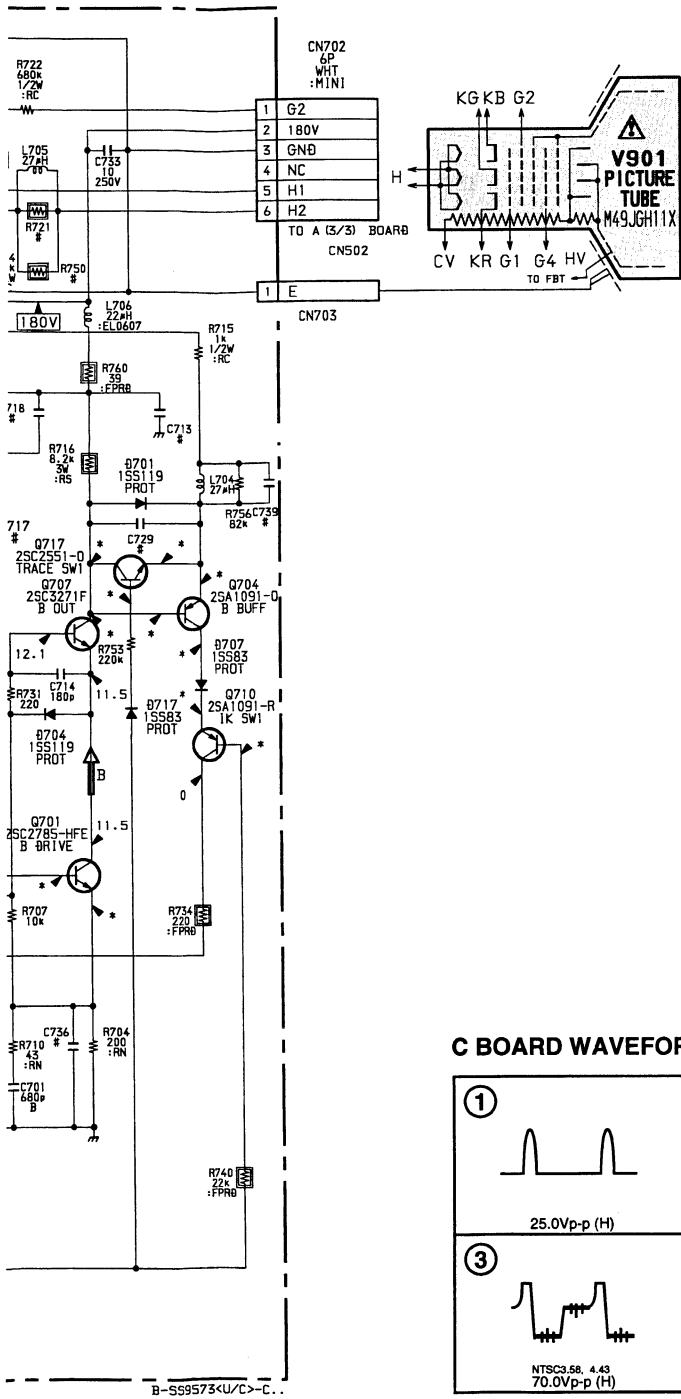 R722
680k
1/2W
:RC
CN702
6P
WHT
:MINI
1 G2
2 180V
3 GND
4 NC
5 H1
6 H2
TO A (3/3) BOARD
CN502
1 E
CN703
KG KB G2
H
CV KR G1 G4 HV
TO FBT
V901
PICTURE
TUBE
M49JGH11X
L705
27μH
C733
10
250V
R721
#
R750
#
180V
L706
22μH
:EL0607
R715
1k
1/2W
:RC
R760
39
:FPRD
718
#
C713
#
R716
8.2k
3W
:RS
D701
1SS119
PROT
L704
27μH
R756
82k
C739
#
717
#
C729
#
Q717
2SC2551-O
TRACE SW1
Q707
2SC3271F
B OUT
Q704
2SA1091-O
B BUFF
12.1
R753
220k
D707
1SS83
PROT
C714
180p
11.5
R731
220
D704
1SS119
PROT
D717
1SS83
PROT
Q710
2SA1091-R
IK SW1
B
0
Q701
2SC2785-HFE
B DRIVE
11.5
R707
10k
R734
220
:FPRD
R710
43
:RN
C736
#
R704
200
:RN
C701
680p
B
R740
22k
:FPRD
B-SS9573<U/C>-C..
C BOARD WAVEFOR
1
25.0Vp-p (H)
3
NTSC3.58, 4.43
70.0Vp-p (H)